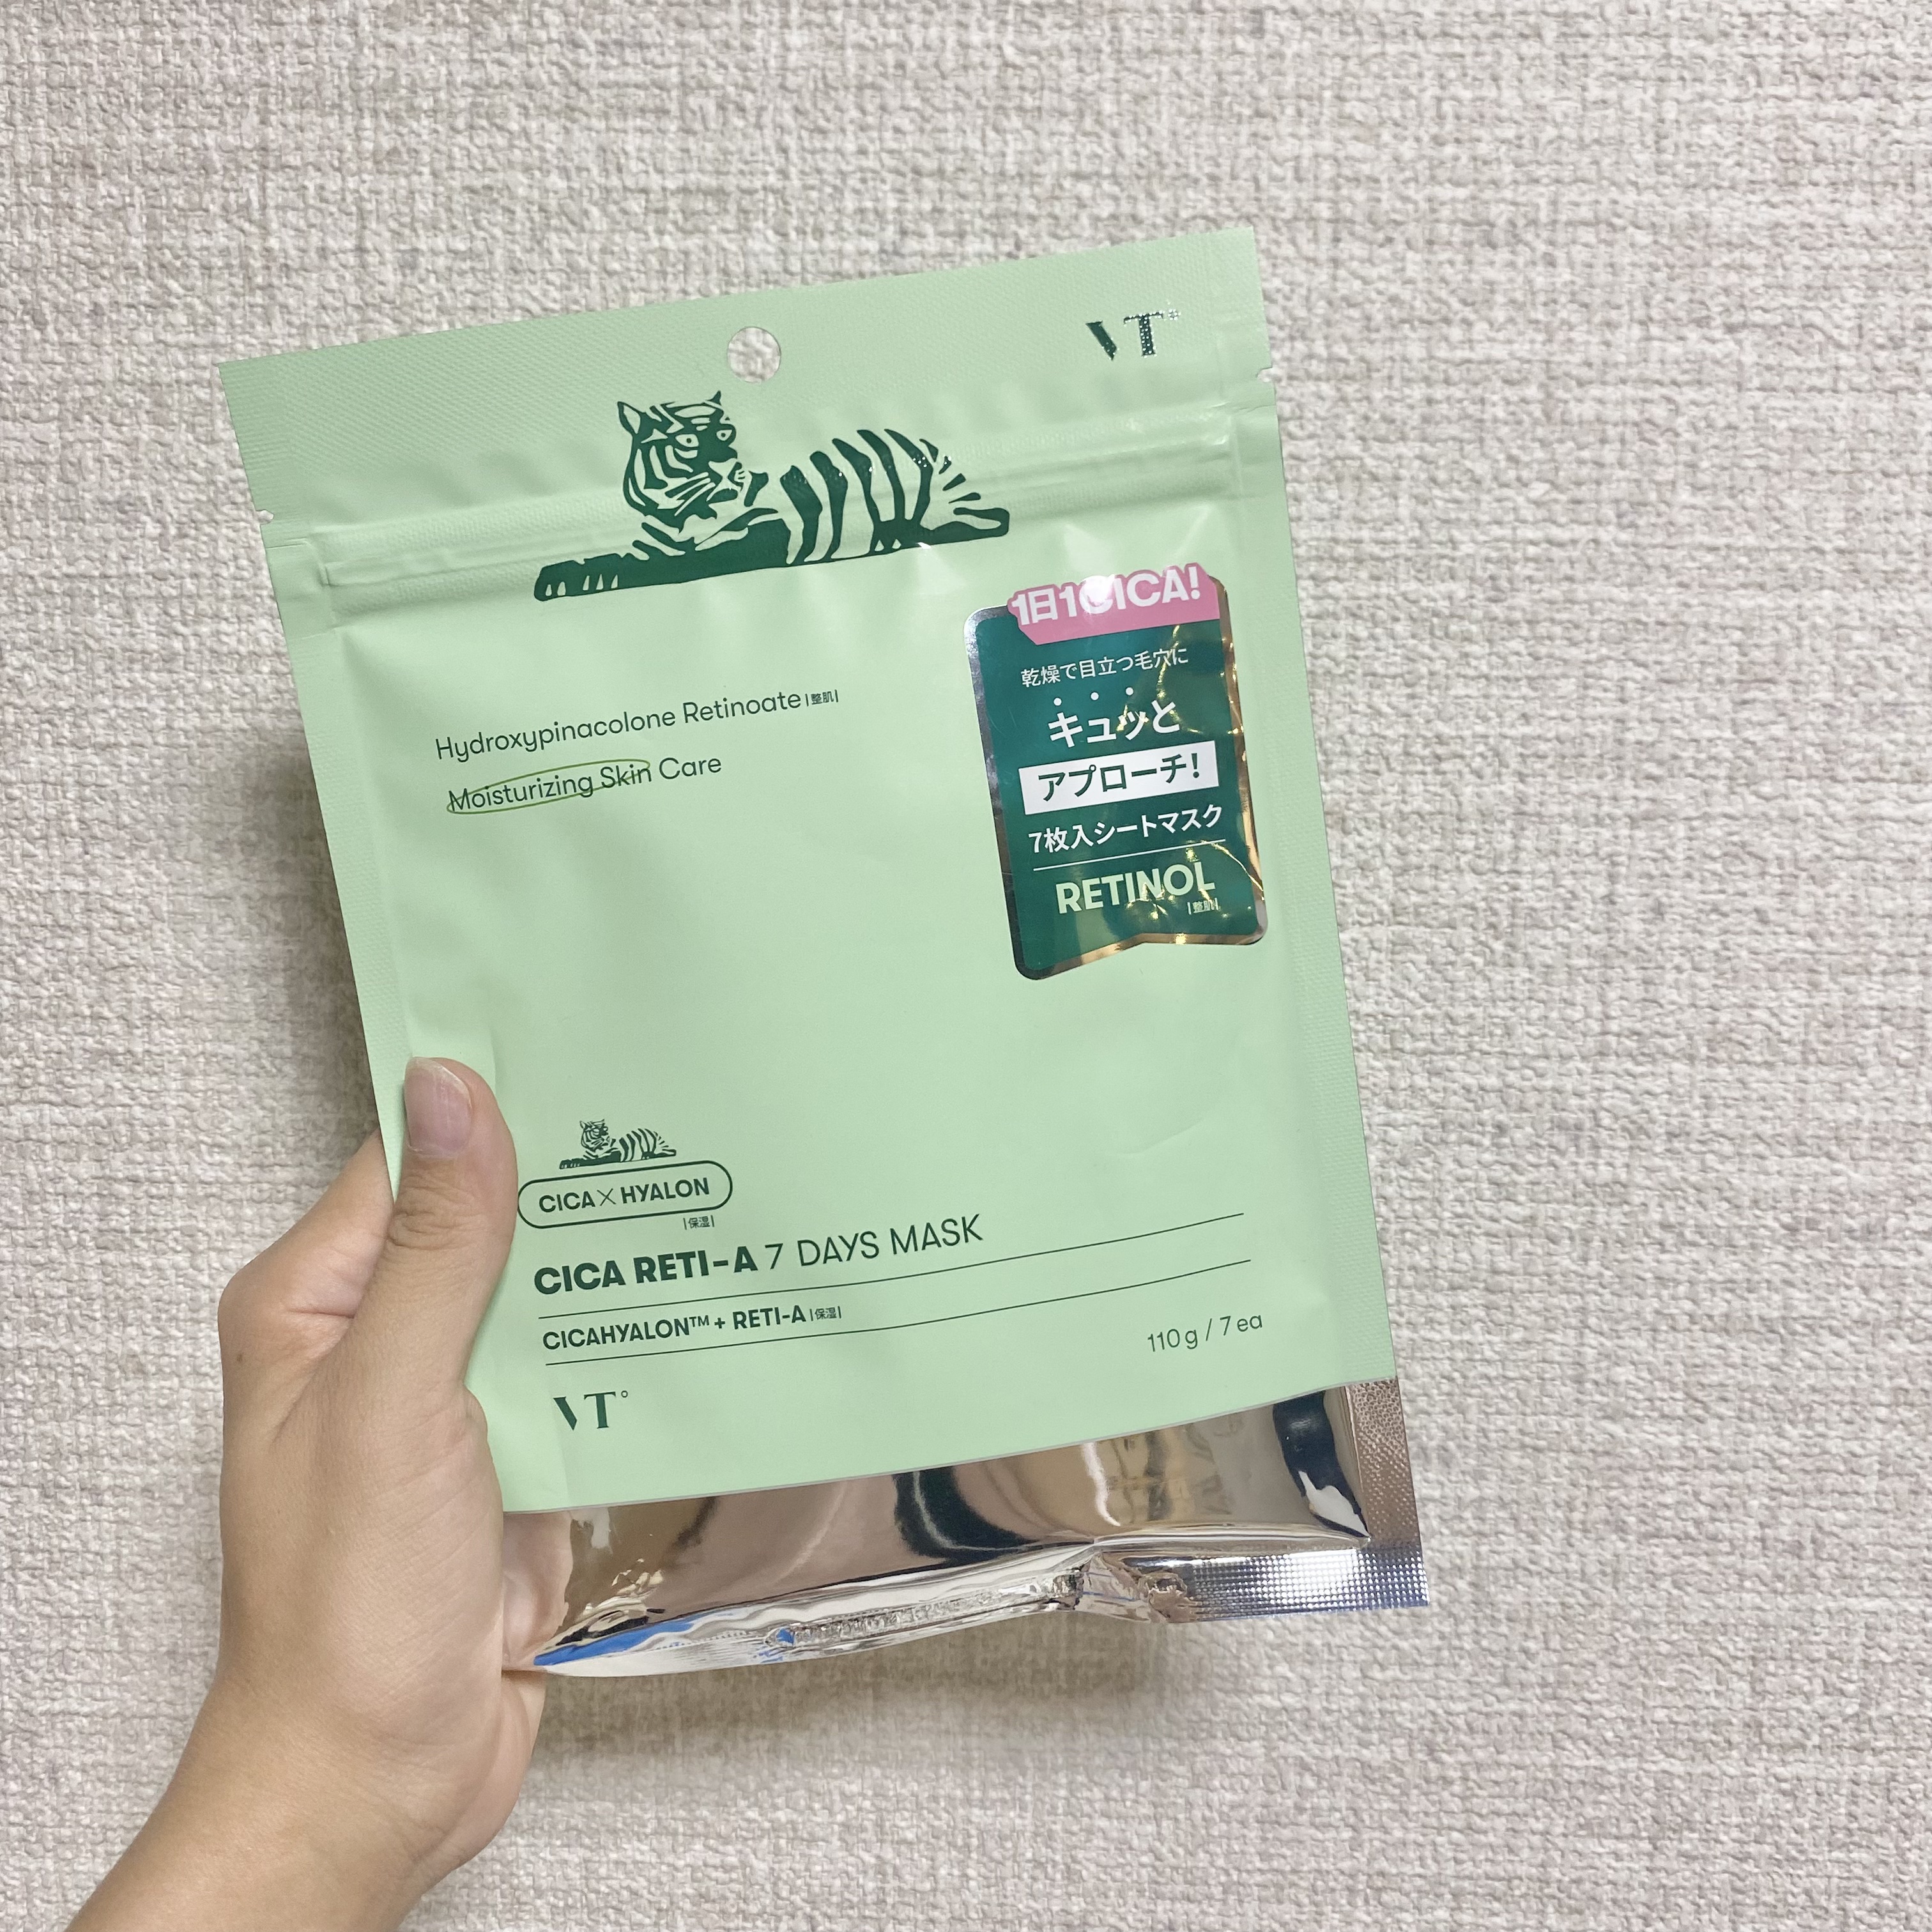 VT°
1日1CICA!
乾燥で目立つ毛穴に
キュッと
アプローチ!
7枚入シートマスク
RETINOL
|整肌|
Hydroxypinacolone Retinoate |整肌|
Moisturizing Skin Care
CICA×HYALON
|保湿|
CICA RETI-A 7 DAYS MASK
CICAHYALON™ + RETI-A |保湿|
110 g / 7 ea
VT°